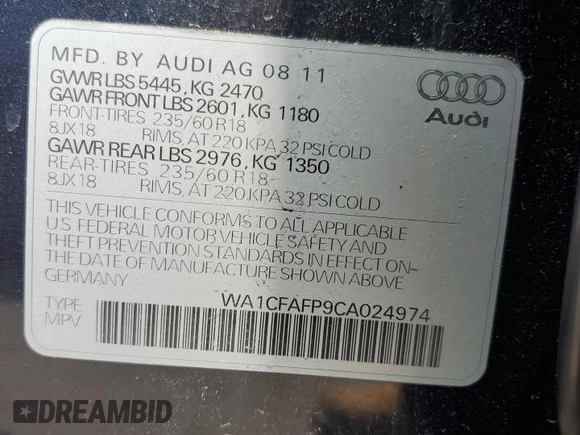 MFD. BY AUDI AG 08 11
GVWR LBS 5445, KG 2470
GAWR FRONT LBS 2601, KG 1180
FRONT-TIRES 235/60 R18
8JX18 RIMS, AT 220 KPA 32 PSI COLD
GAWR REAR LBS 2976, KG 1350
REAR-TIRES 235/60 R18
8JX18 RIMS, AT 220 KPA, 32 PSI COLD
THIS VEHICLE CONFORMS TO ALL APPLICABLE
U.S. FEDERAL MOTOR VEHICLE SAFETY AND
THEFT PREVENTION STANDARDS IN EFFECT ON
THE DATE OF MANUFACTURE SHOWN ABOVE
GERMANY
TYPE
MPV
WA1CFAFP9CA024974
Audi
DREAMBID